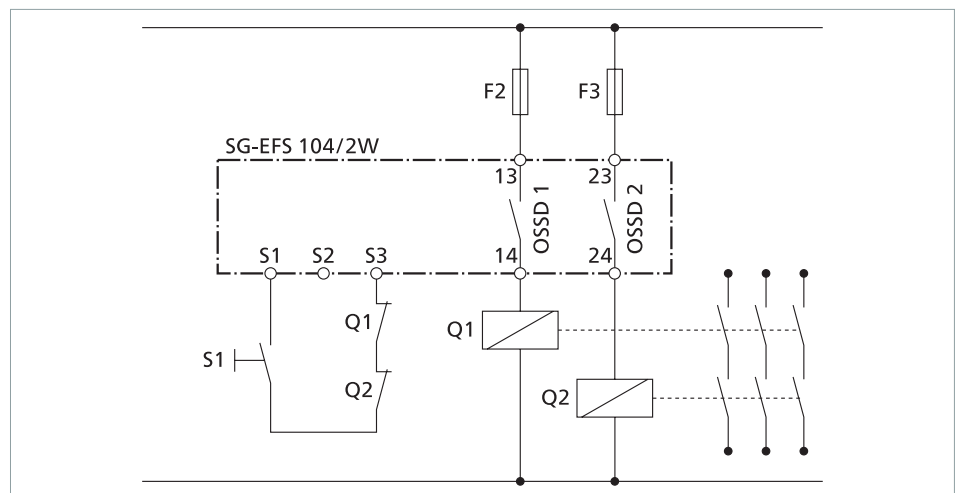 F2
F3
SG-EFS 104/2W
13
23
OSSD 1
OSSD 2
S1
S2
S3
14
24
Q1
Q1
S1
Q2
Q2